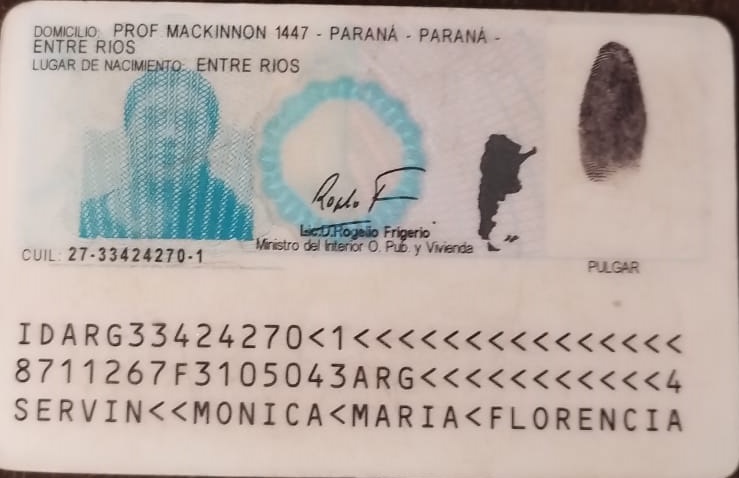 DOMICILIO: PROF MACKINNON 1447 - PARANÁ - PARANÁ -
ENTRE RIOS
LUGAR DE NACIMIENTO: ENTRE RIOS
Lic.D.Rogelio Frigerio
Ministro del Interior O. Pub. y Vivienda
CUIL: 27-33424270-1
PULGAR
IDARG33424270<1<<<<<<<<<<<<<<<
8711267F3105043ARG<<<<<<<<<<<4
SERVIN<<MONICA<MARIA<FLORENCIA